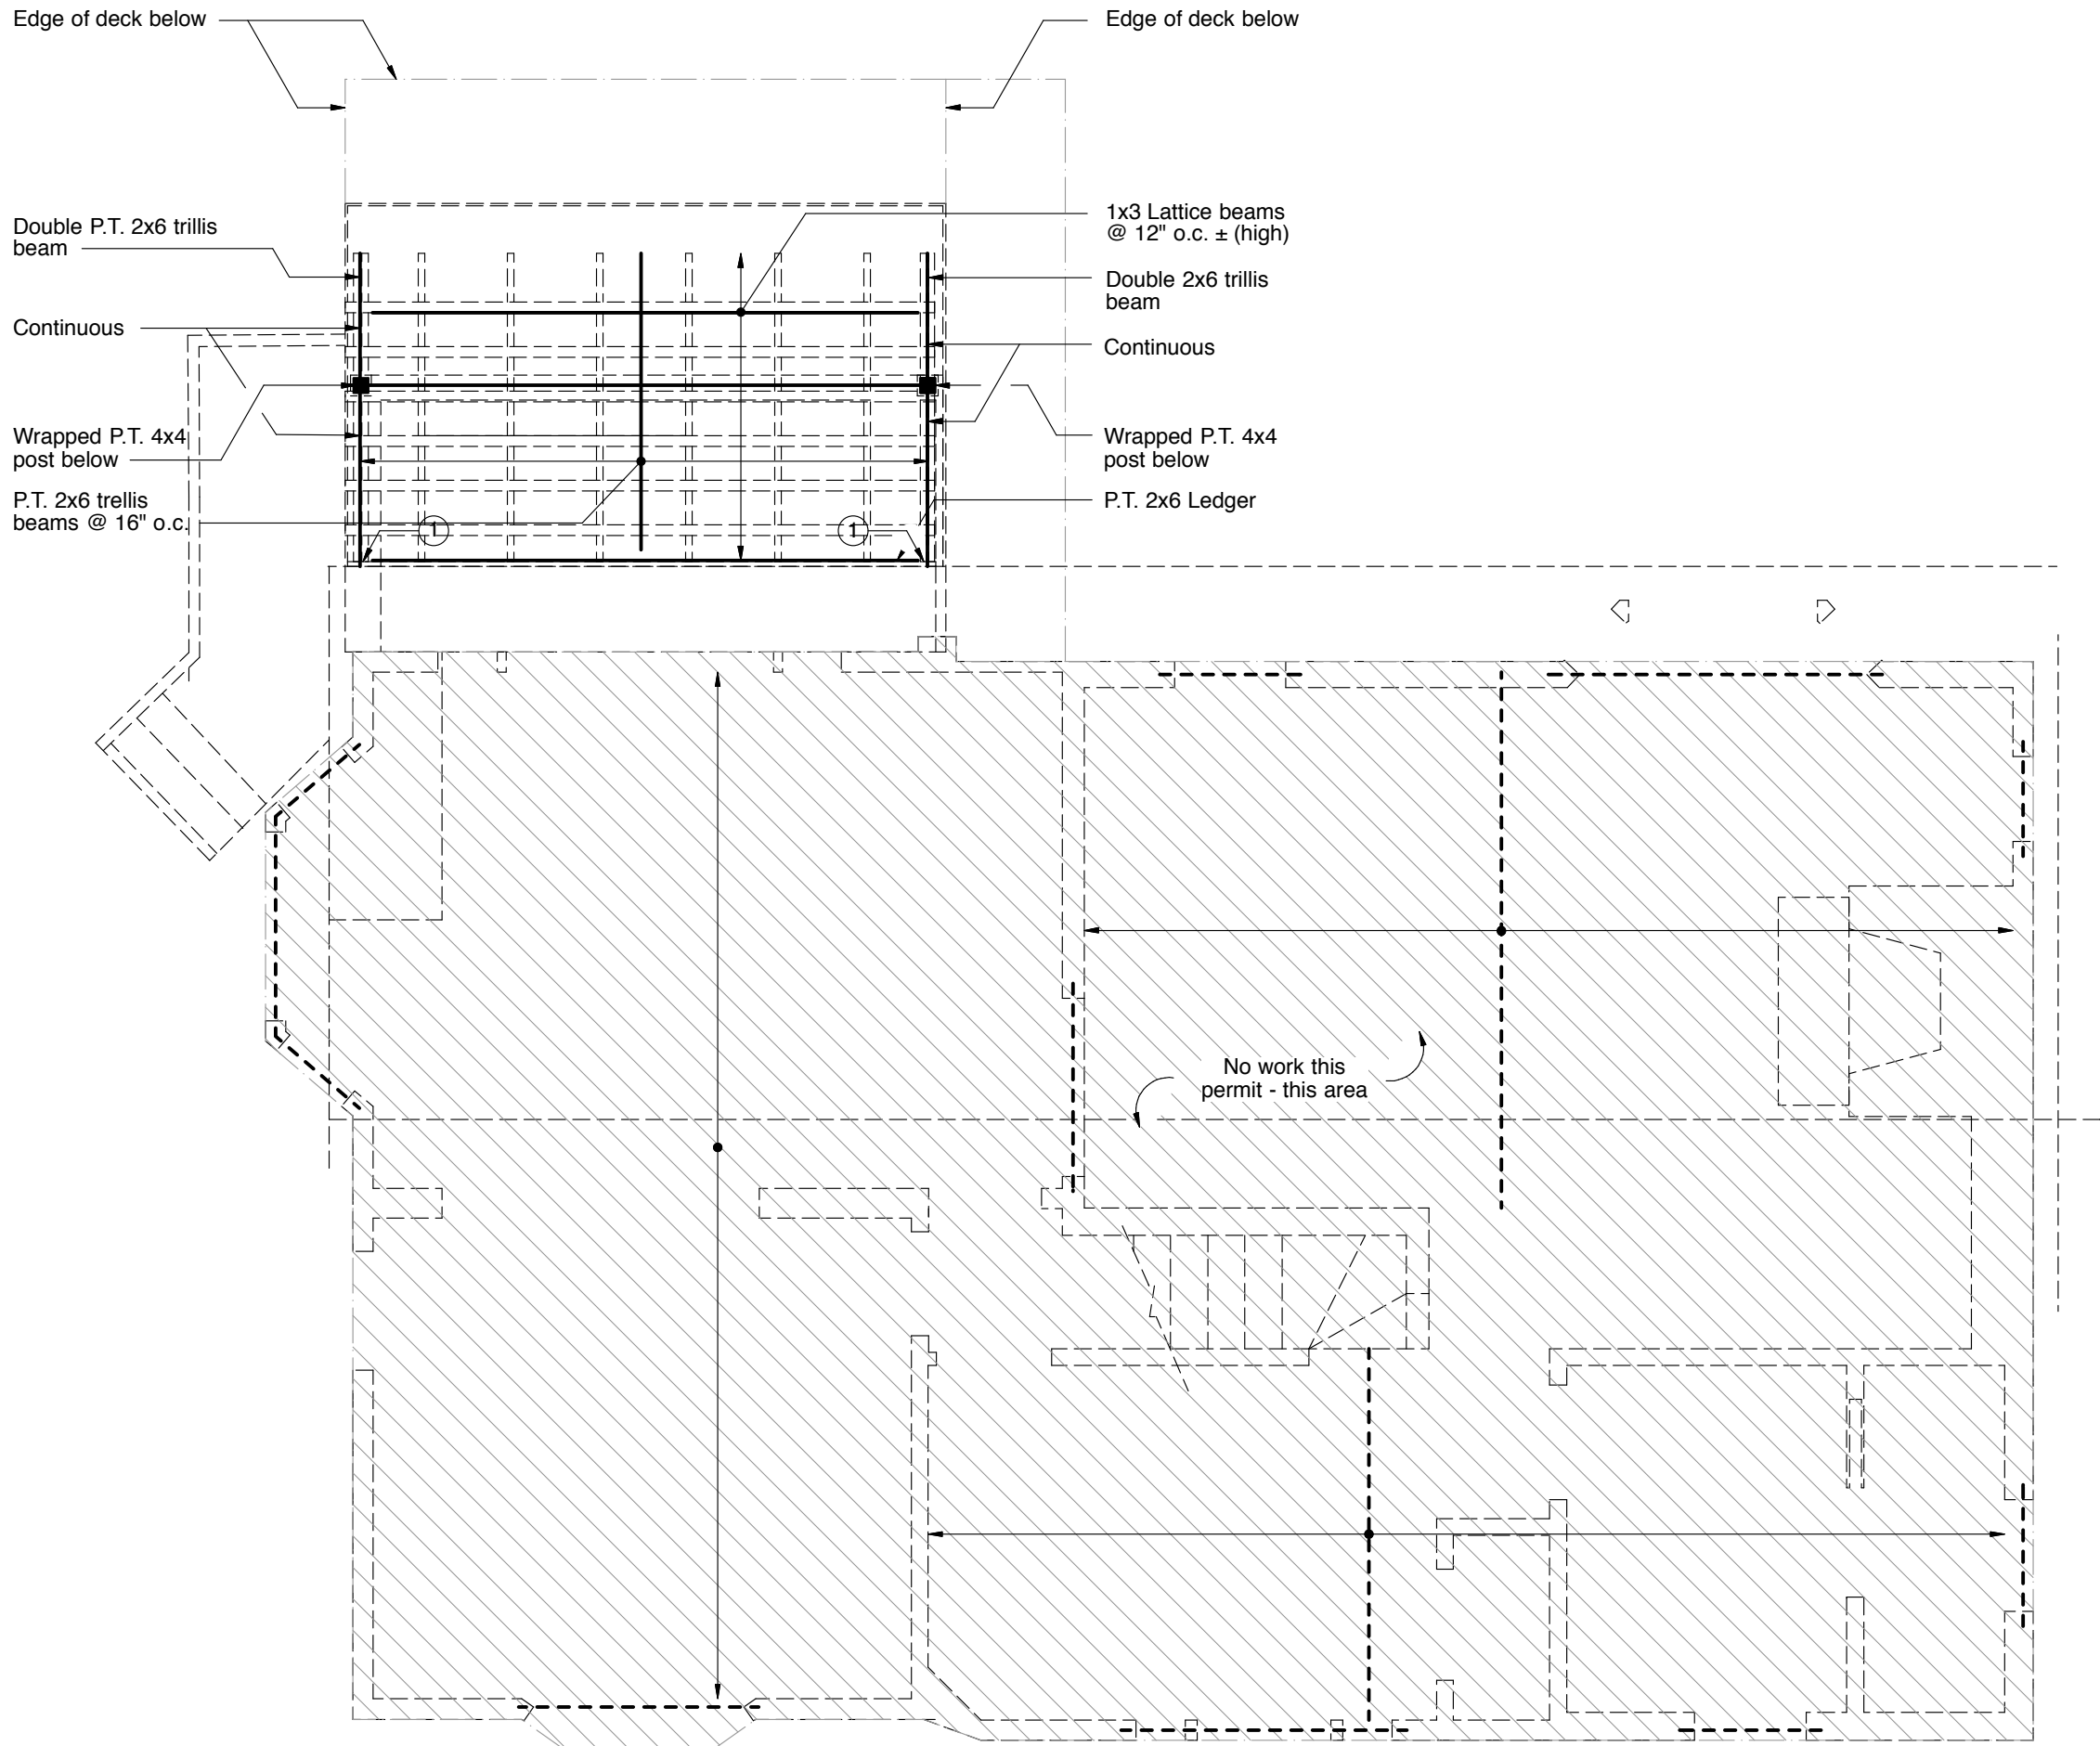 Edge of deck below
Edge of deck below
Double P.T. 2x6 trillis
beam
1x3 Lattice beams
@ 12" o.c. ± (high)
Double 2x6 trillis
beam
Continuous
Continuous
Wrapped P.T. 4x4
post below
Wrapped P.T. 4x4
post below
P.T. 2x6 trellis
beams @ 16" o.c.
P.T. 2x6 Ledger
1
1
No work this
permit - this area